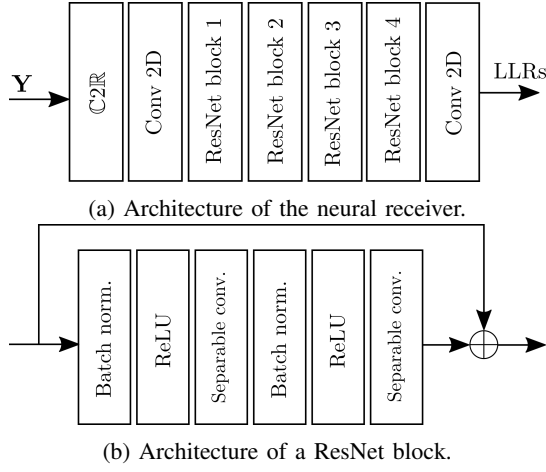 Y
ℂ2ℝ
Conv 2D
ResNet block 1
ResNet block 2
ResNet block 3
ResNet block 4
Conv 2D
LLRs
(a) Architecture of the neural receiver.
Batch norm.
ReLU
Separable conv.
Batch norm.
ReLU
Separable conv.
(b) Architecture of a ResNet block.